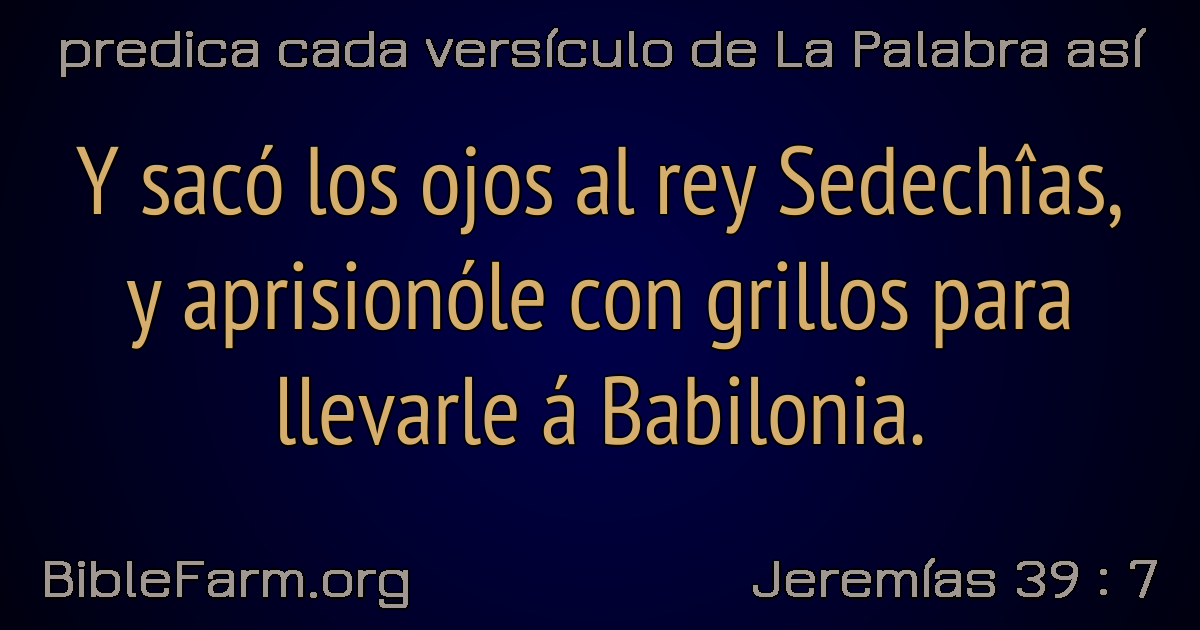 predica cada versículo de La Palabra así
Y sacó los ojos al rey Sedechîas,
y aprisionóle con grillos para
llevarle á Babilonia.
BibleFarm.org
Jeremías 39 : 7